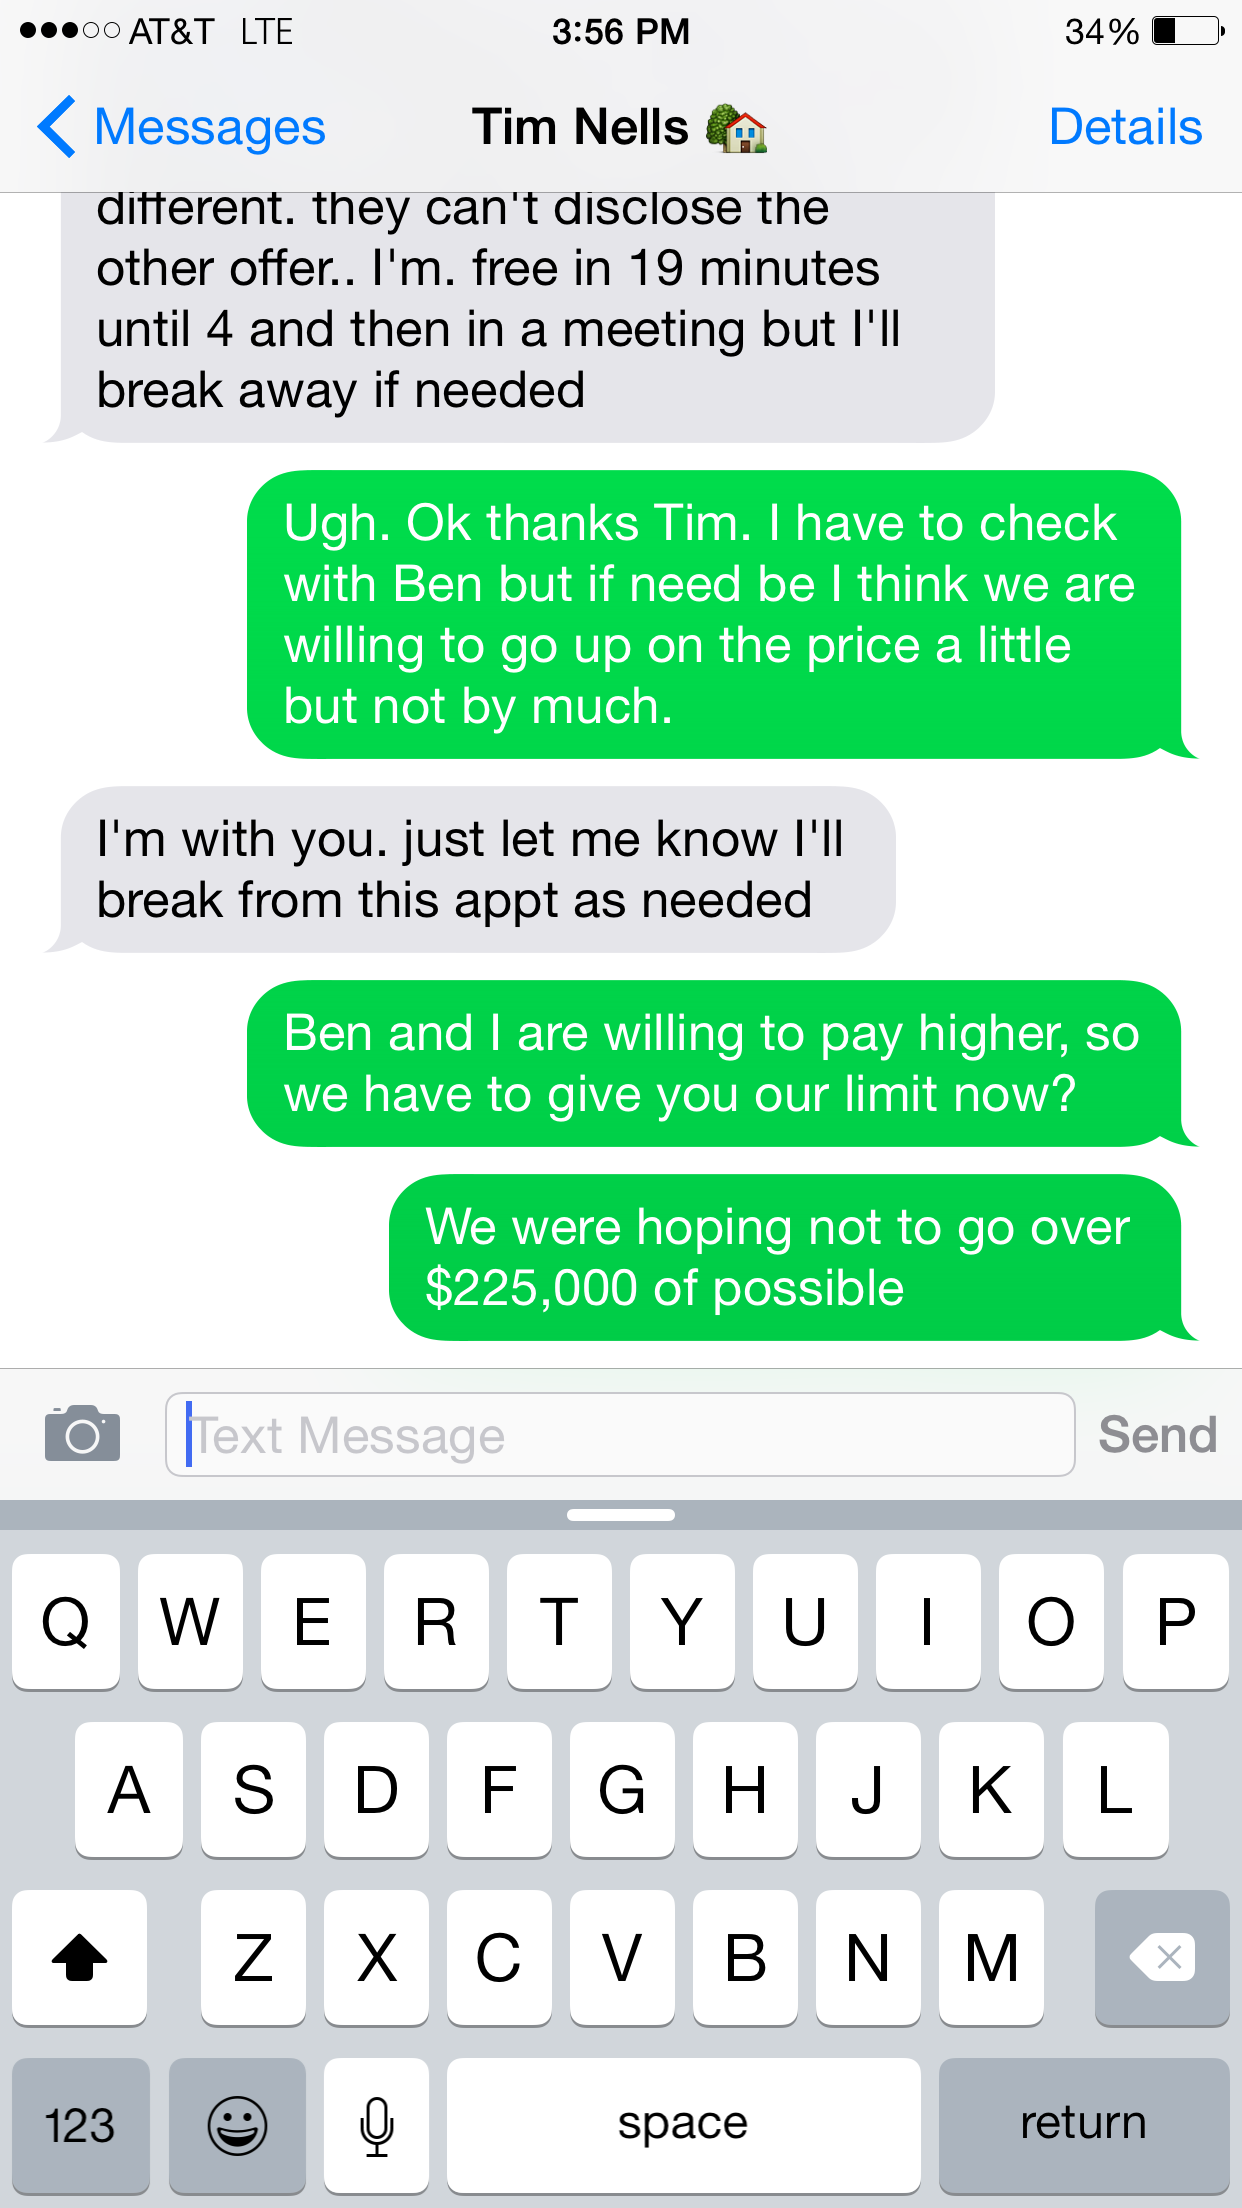 AT&T LTE 3:56 PM 34%
Messages Tim Nells Details
different. they can't disclose the
other offer.. I'm. free in 19 minutes
until 4 and then in a meeting but I'll
break away if needed
Ugh. Ok thanks Tim. I have to check
with Ben but if need be I think we are
willing to go up on the price a little
but not by much.
I'm with you. just let me know I'll
break from this appt as needed
Ben and I are willing to pay higher, so
we have to give you our limit now?
We were hoping not to go over
$225,000 of possible
Text Message Send
Q W E R T Y U I O P
A S D F G H J K L
Z X C V B N M
123 space return